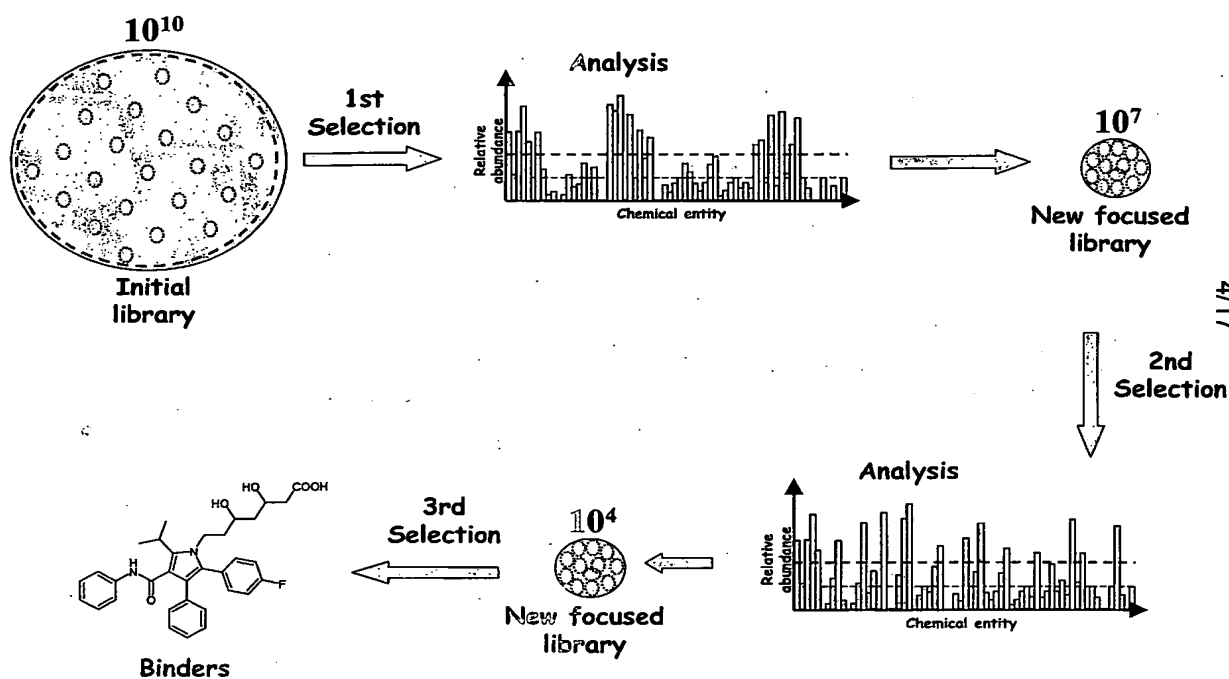 10¹⁰
1st
Selection
Analysis
Relative
abundance
Chemical entity
10⁷
New focused
library
Initial
library
4/17
2nd
Selection
Analysis
Relative
abundance
Chemical entity
10⁴
New focused
library
3rd
Selection
HO
HO
COOH
N
H
N
O
F
Binders